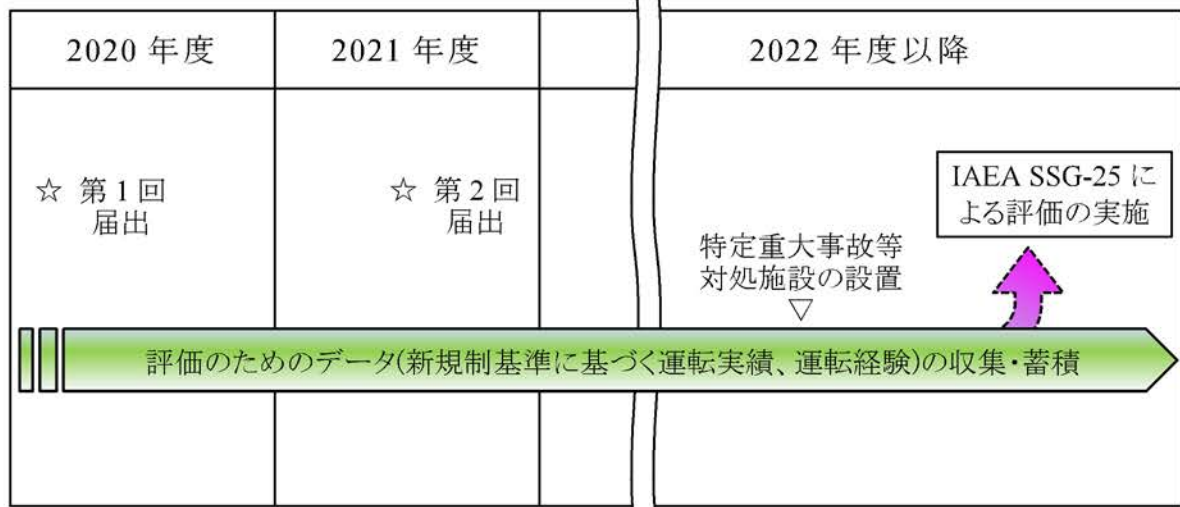 2020 年度
2021 年度
2022 年度以降
☆ 第 1 回
届出
☆ 第 2 回
届出
特定重大事故等
対処施設の設置
▽
IAEA SSG-25 に
よる評価の実施
評価のためのデータ(新規制基準に基づく運転実績、運転経験)の収集・蓄積